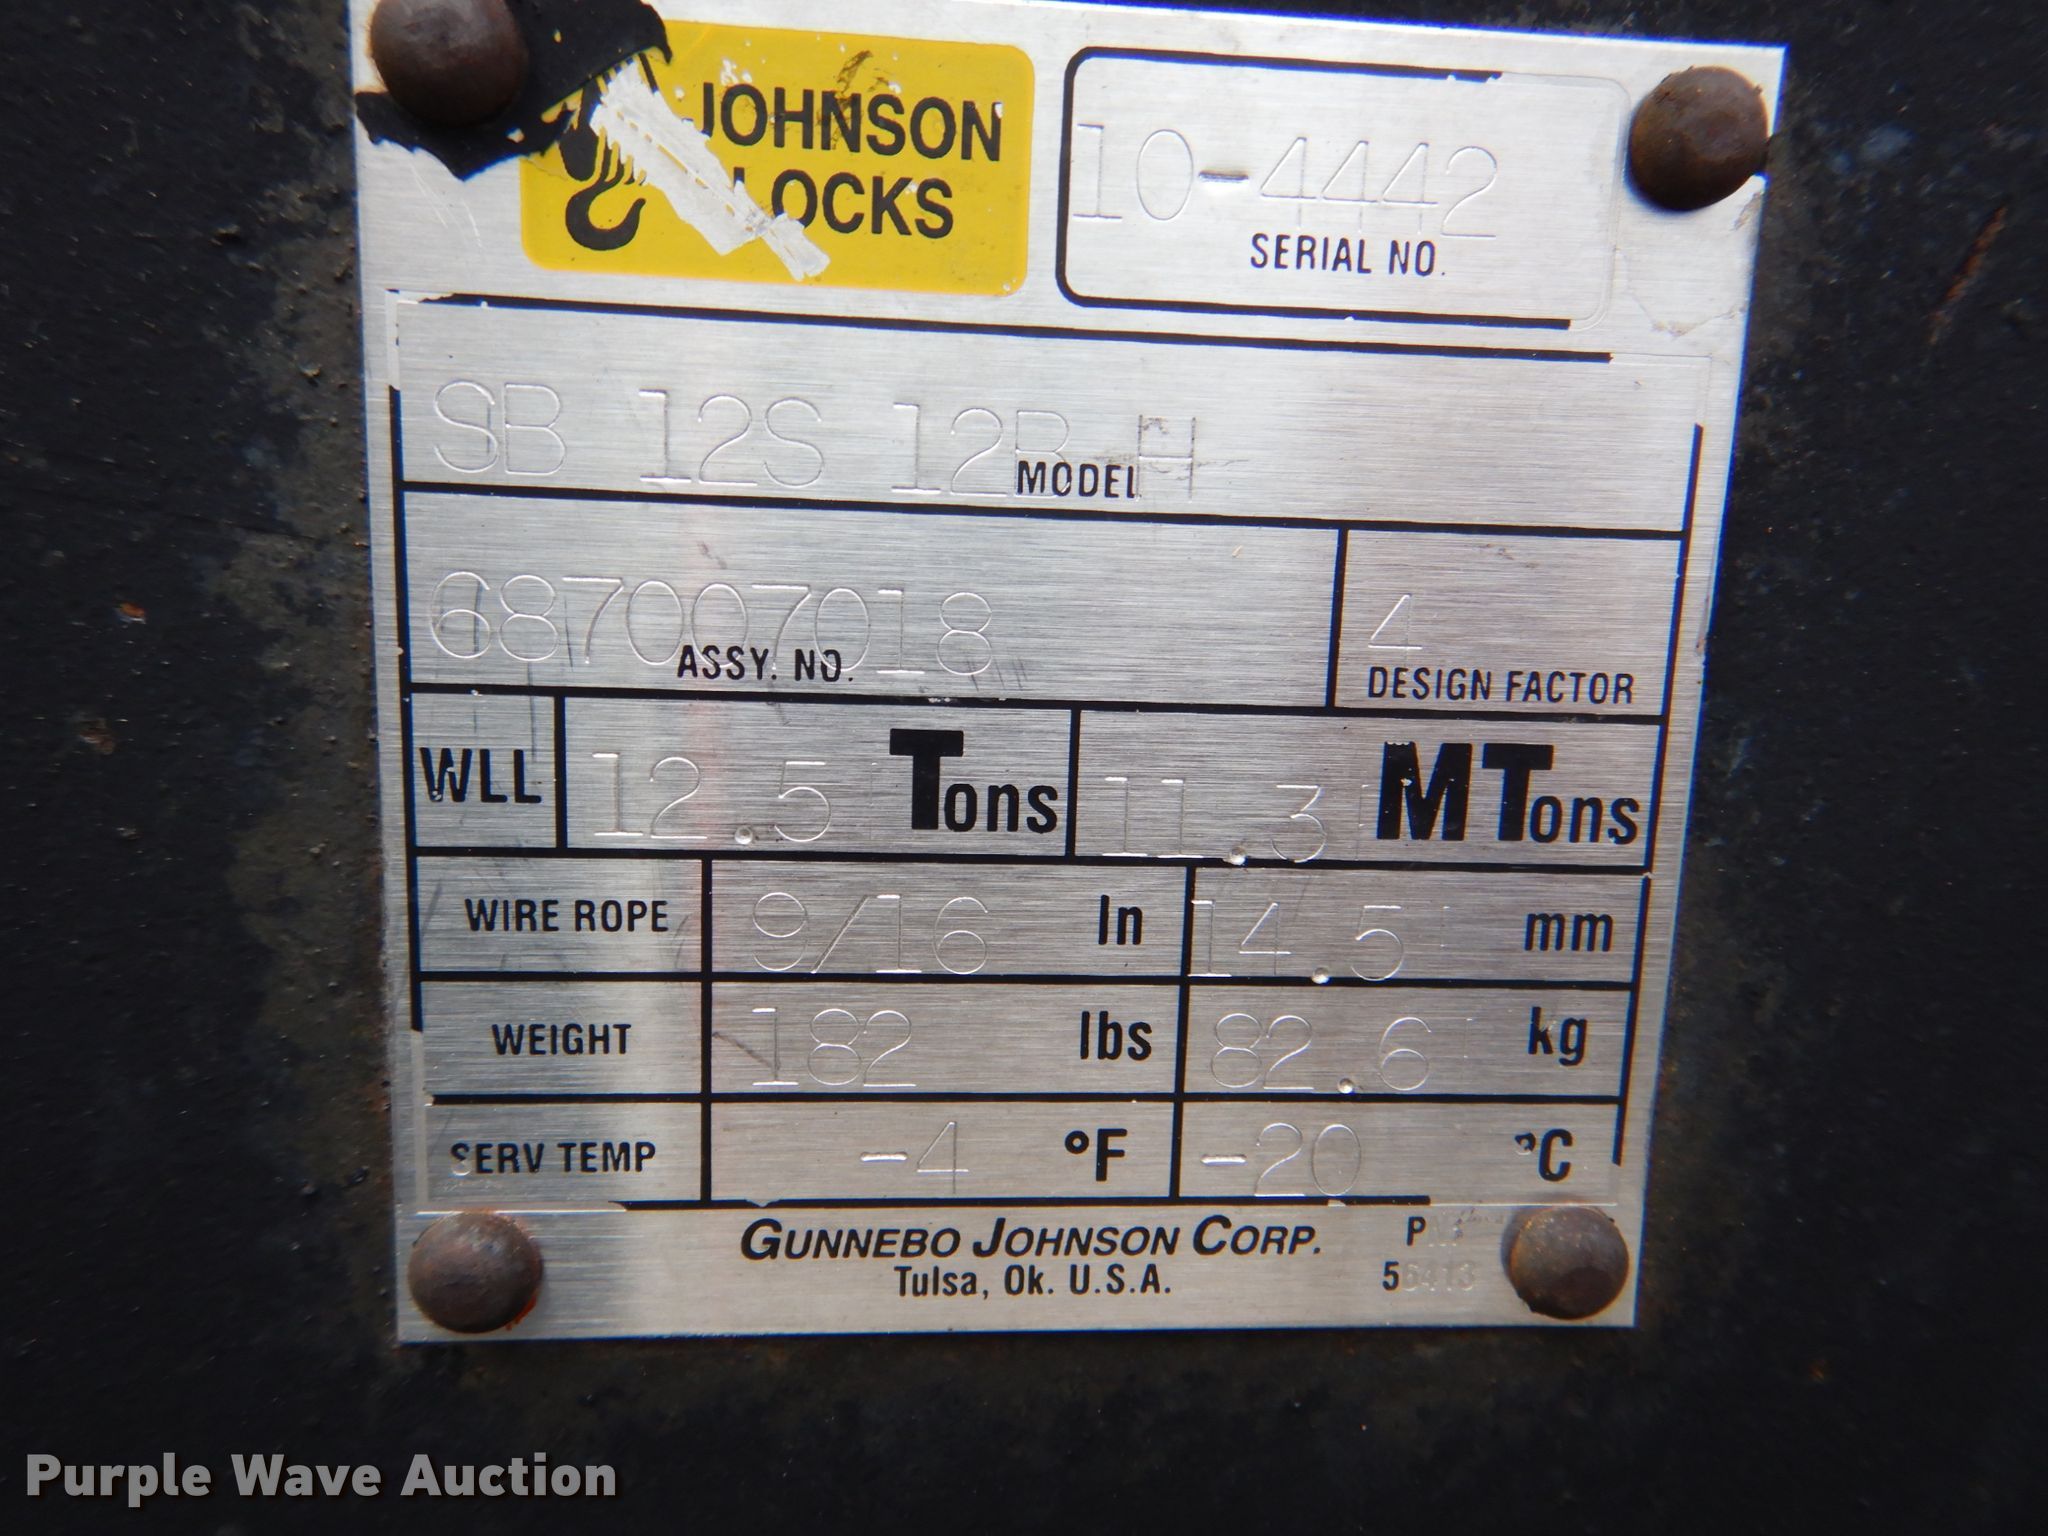 JOHNSON
LOCKS
10-4442
SERIAL NO.
SB 12S 12B H
MODEL
687007018
ASSY. NO.
4
DESIGN FACTOR
WLL 12.5 Tons 11.3 MTons
WIRE ROPE 9/16 In 14.5 mm
WEIGHT 182 lbs 82.6 kg
SERV TEMP -4 °F -20 °C
GUNNEBO JOHNSON CORP.
Tulsa, Ok. U.S.A.
56413
Purple Wave Auction